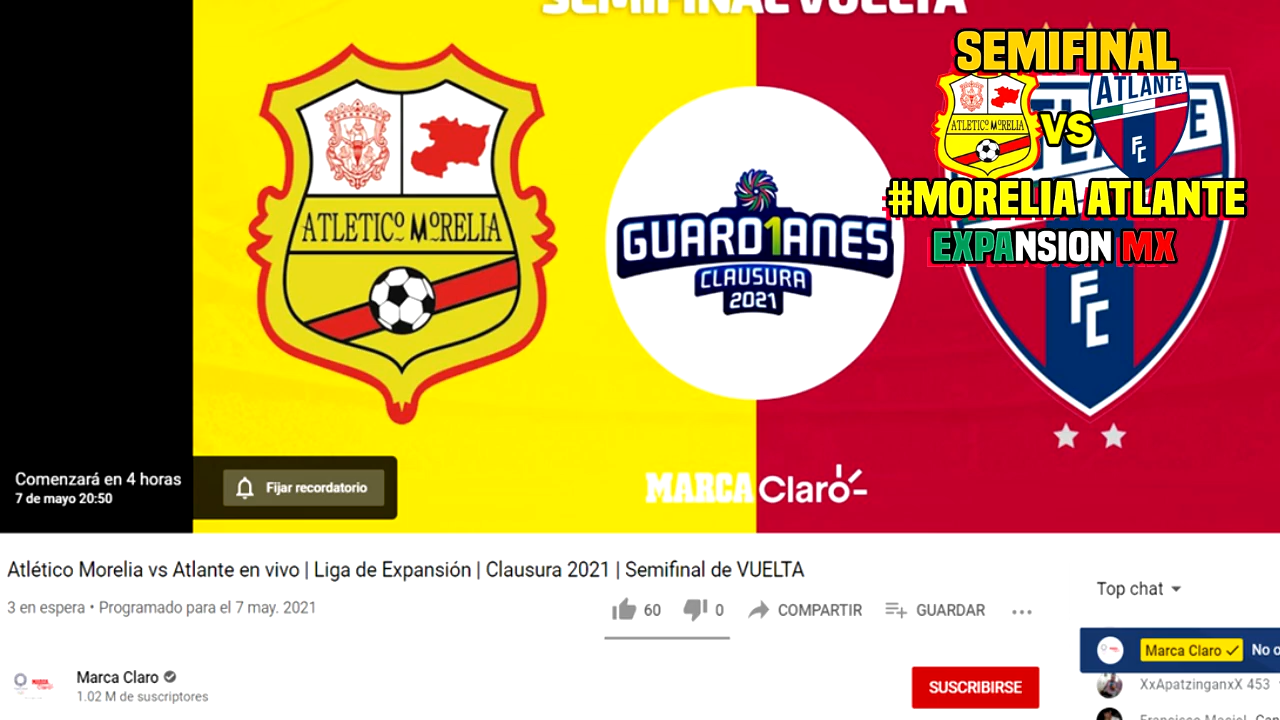 SEMIFINAL VUELTA
SEMIFINAL
ATLETICO MORELIA
VS
ATLANTE
FC
#MORELIA ATLANTE
EXPANSION MX
ATLETICO MORELIA
GUARD1ANES
CLAUSURA
2021
FC
MARCA Claro
Comenzará en 4 horas
7 de mayo 20:50
Fijar recordatorio
Atlético Morelia vs Atlante en vivo | Liga de Expansión | Clausura 2021 | Semifinal de VUELTA
3 en espera • Programado para el 7 may. 2021
60
0
COMPARTIR
GUARDAR
Top chat
Marca Claro
1.02 M de suscriptores
SUSCRIBIRSE
Marca Claro
No
XxApatzinganxX 453